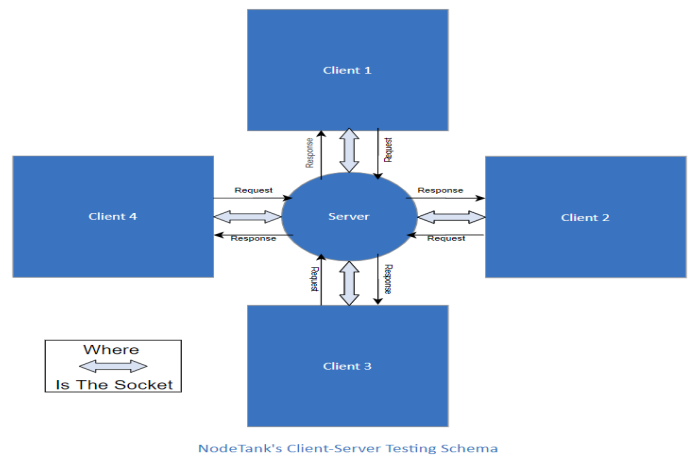 Client 1
Response
Request
Client 4
Request
Response
Server
Response
Request
Client 2
Request
Response
Client 3
Where
Is The Socket
NodeTank's Client-Server Testing Schema